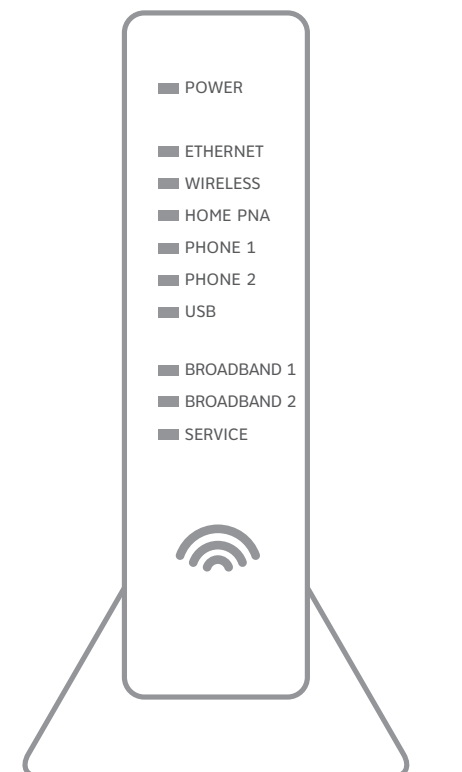 POWER
ETHERNET
WIRELESS
HOME PNA
PHONE 1
PHONE 2
USB
BROADBAND 1
BROADBAND 2
SERVICE